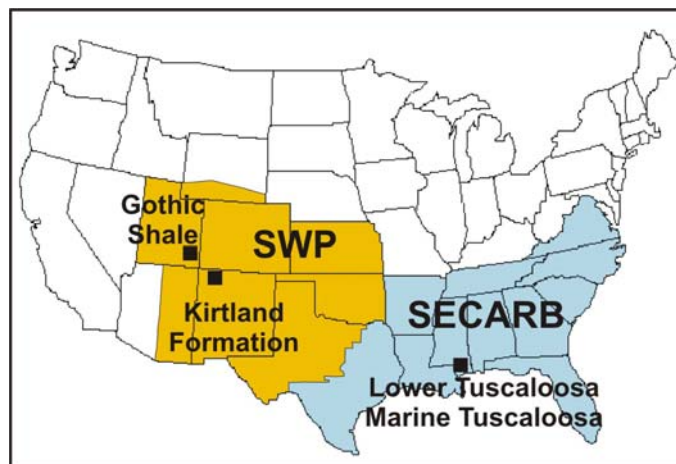 Gothic
Shale
SWP
Kirtland
Formation
SECARB
Lower Tuscaloosa
Marine Tuscaloosa